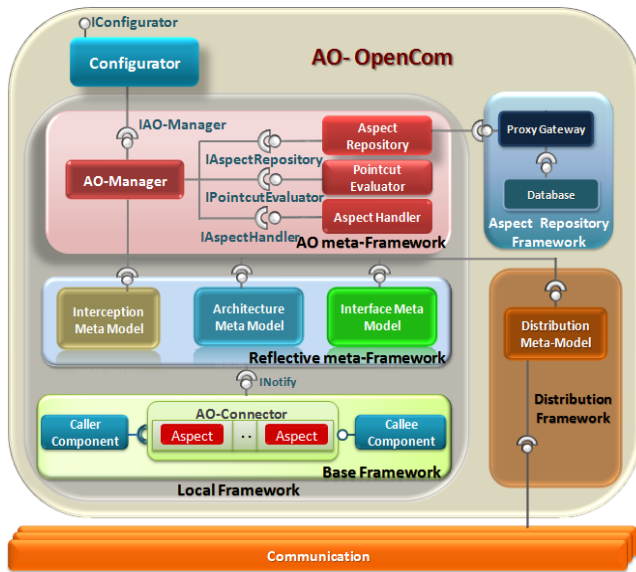 IConfigurator
Configurator
AO- OpenCom
IAO-Manager
Aspect
Repository
IAspectRepository
AO-Manager
Pointcut
Evaluator
IPointcutEvaluator
Aspect Handler
IAspectHandler
AO meta-Framework
Proxy Gateway
Database
Aspect Repository
Framework
Interception
Meta Model
Architecture
Meta Model
Interface Meta
Model
Reflective meta-Framework
Distribution
Meta-Model
Distribution
Framework
INotify
AO-Connector
Caller
Component
Aspect
..
Aspect
Callee
Component
Base Framework
Local Framework
Communication